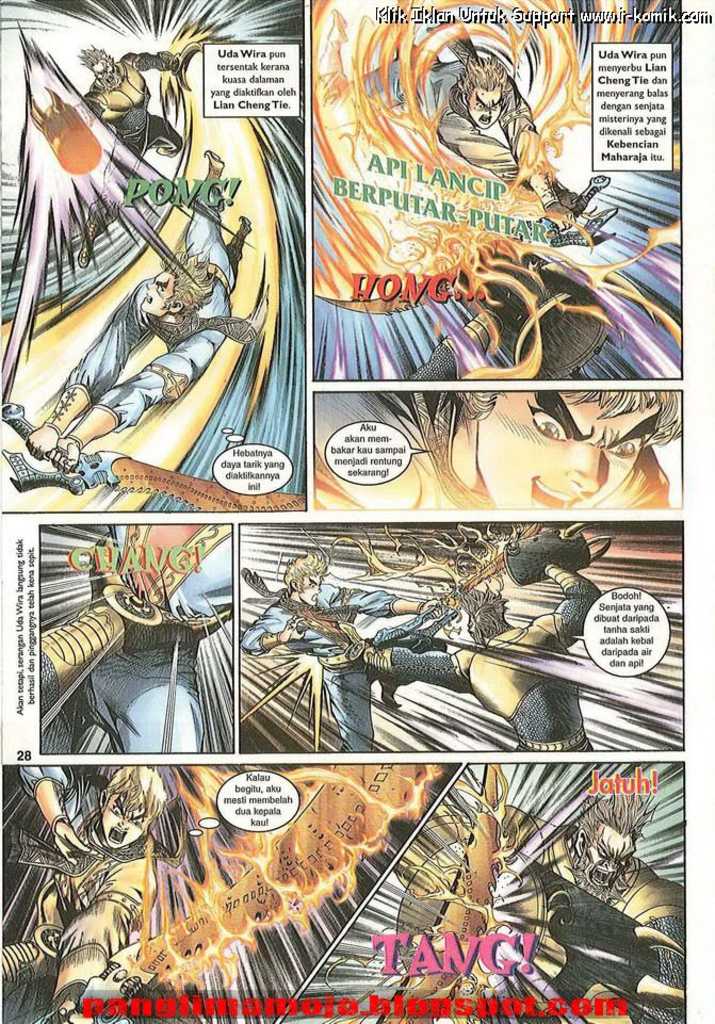 Klik Iklan Untuk Support www.i-komik.com
Uda Wira pun
tersentak kerana
kuasa dalaman
yang diaktifkan oleh
Lian Cheng Tie.
PONG!
Hebatnya
daya tarik yang
diaktifkannya
ini!
Uda Wira pun
menyerbu Lian
Cheng Tie dan
menyerang balas
dengan senjata
misterinya yang
dikenali sebagai
Kebencian
Maharaja itu.
API LANCIP
BERPUTAR-PUTAR
HONG...
Aku
akan mem-
bakar kau sampai
menjadi rentung
sekarang!
Akan tetapi, serangan Uda Wira langsung tidak
berhasil dan pinggangnya telah kena sepit.
CHANG!
Bodoh!
Senjata yang
dibuat daripada
tanha sakti
adalah kebal
daripada air
dan api!
28
Kalau
begitu, aku
mesti membelah
dua kepala
kau!
Jatuh!
TANG!
panglimamoja.blogspot.com